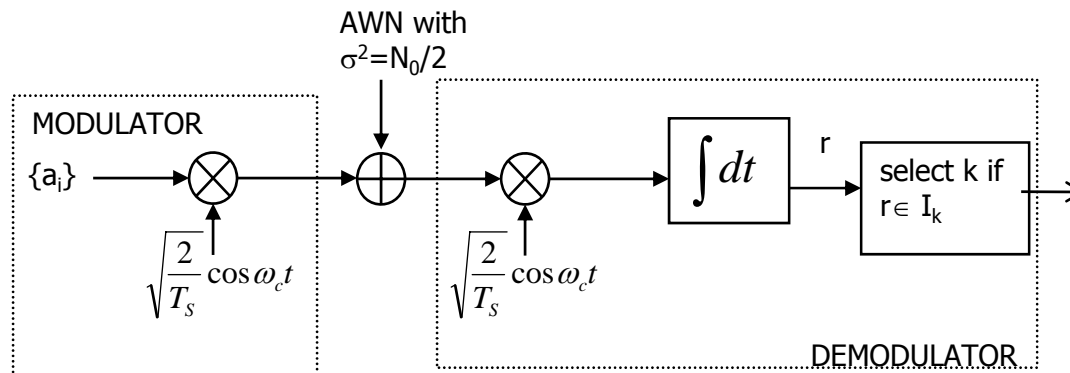 AWN with
σ²=N₀/2
MODULATOR
{aᵢ}
√(2/T_S) cos ω_c t
√(2/T_S) cos ω_c t
∫ dt
r
select k if
r∈ I_k
DEMODULATOR